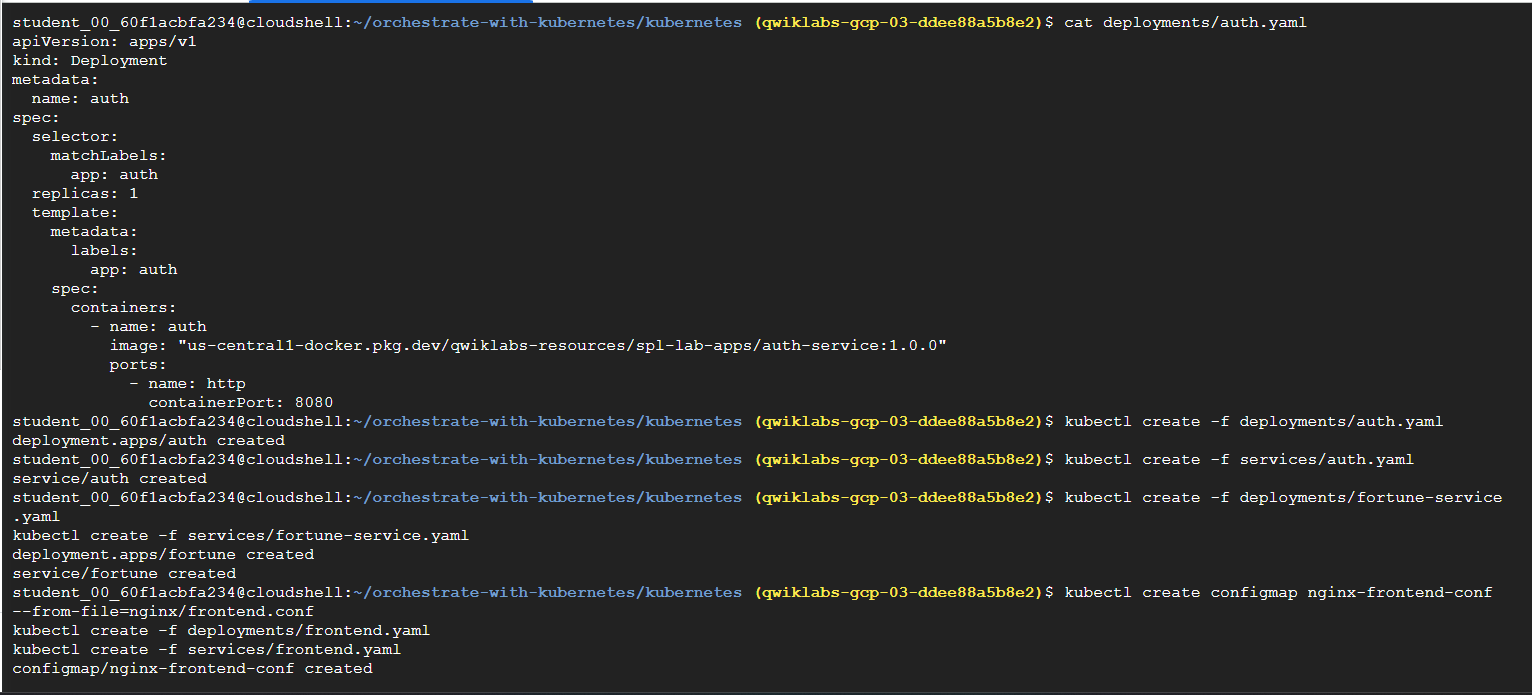 student_00_60f1acbfa234@cloudshell:~/orchestrate-with-kubernetes/kubernetes (qwiklabs-gcp-03-ddee88a5b8e2)$ cat deployments/auth.yaml
apiVersion: apps/v1
kind: Deployment
metadata:
  name: auth
spec:
  selector:
    matchLabels:
      app: auth
  replicas: 1
  template:
    metadata:
      labels:
        app: auth
    spec:
      containers:
        - name: auth
          image: "us-central1-docker.pkg.dev/qwiklabs-resources/spl-lab-apps/auth-service:1.0.0"
          ports:
            - name: http
              containerPort: 8080
student_00_60f1acbfa234@cloudshell:~/orchestrate-with-kubernetes/kubernetes (qwiklabs-gcp-03-ddee88a5b8e2)$ kubectl create -f deployments/auth.yaml
deployment.apps/auth created
student_00_60f1acbfa234@cloudshell:~/orchestrate-with-kubernetes/kubernetes (qwiklabs-gcp-03-ddee88a5b8e2)$ kubectl create -f services/auth.yaml
service/auth created
student_00_60f1acbfa234@cloudshell:~/orchestrate-with-kubernetes/kubernetes (qwiklabs-gcp-03-ddee88a5b8e2)$ kubectl create -f deployments/fortune-service
.yaml
kubectl create -f services/fortune-service.yaml
deployment.apps/fortune created
service/fortune created
student_00_60f1acbfa234@cloudshell:~/orchestrate-with-kubernetes/kubernetes (qwiklabs-gcp-03-ddee88a5b8e2)$ kubectl create configmap nginx-frontend-conf
--from-file=nginx/frontend.conf
kubectl create -f deployments/frontend.yaml
kubectl create -f services/frontend.yaml
configmap/nginx-frontend-conf created